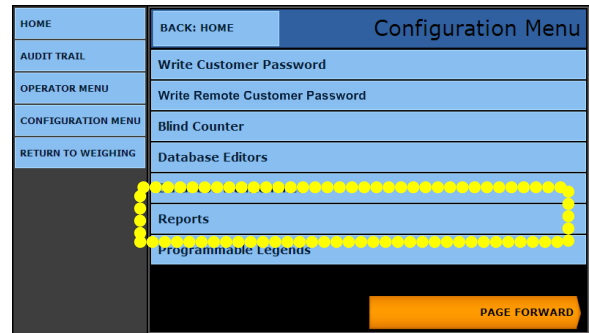 HOME
AUDIT TRAIL
OPERATOR MENU
CONFIGURATION MENU
RETURN TO WEIGHING
BACK: HOME
Configuration Menu
Write Customer Password
Write Remote Customer Password
Blind Counter
Database Editors
Reports
Programmable Legends
PAGE FORWARD